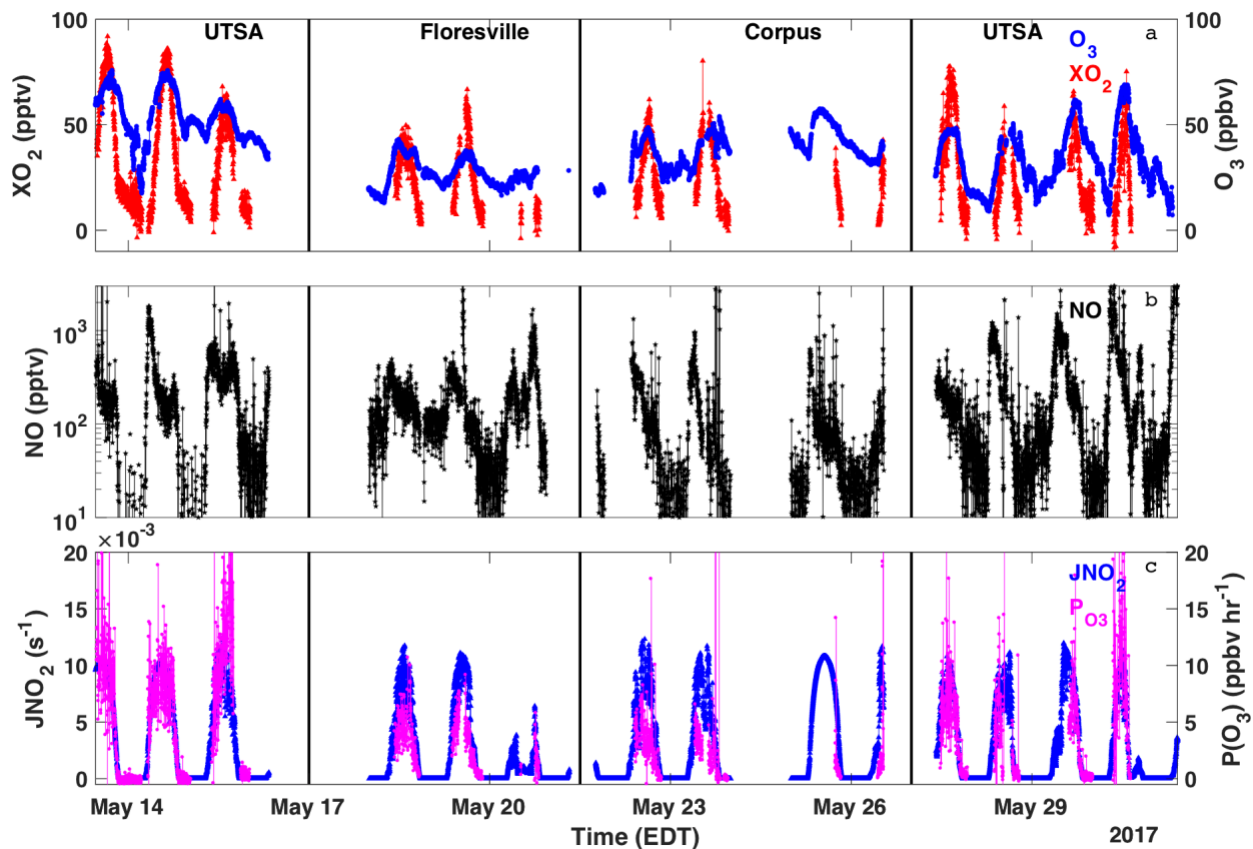 UTSA Floresville Corpus UTSA
a
O3
XO2
100
50
0
XO2 (pptv)
100
50
0
O3 (ppbv)
b
NO
10^3
10^2
10^1
NO (pptv)
×10^-3
c
JNO2
P O3
20
15
10
5
0
JNO2 (s^-1)
20
15
10
5
0
P(O3) (ppbv hr^-1)
May 14 May 17 May 20 May 23 May 26 May 29
Time (EDT)
2017